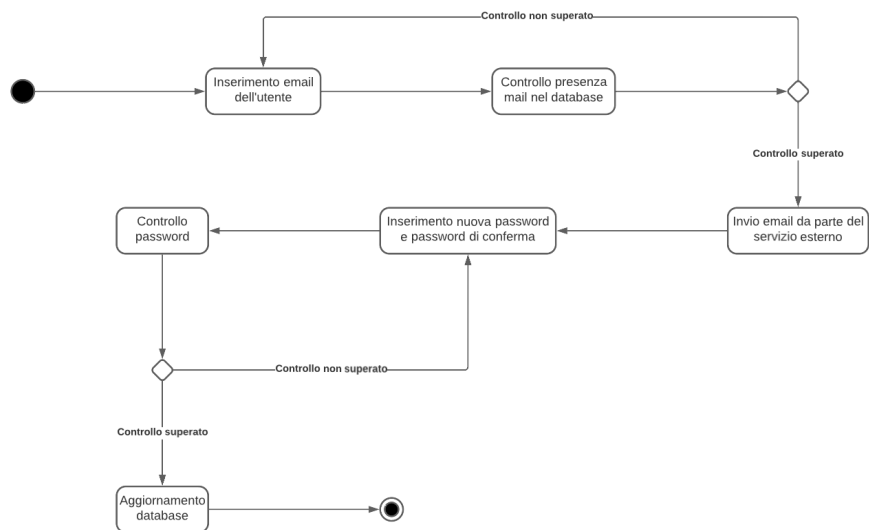 Controllo non superato
Inserimento email
dell'utente
Controllo presenza
mail nel database
Controllo superato
Controllo
password
Inserimento nuova password
e password di conferma
Invio email da parte del
servizio esterno
Controllo non superato
Controllo superato
Aggiornamento
database